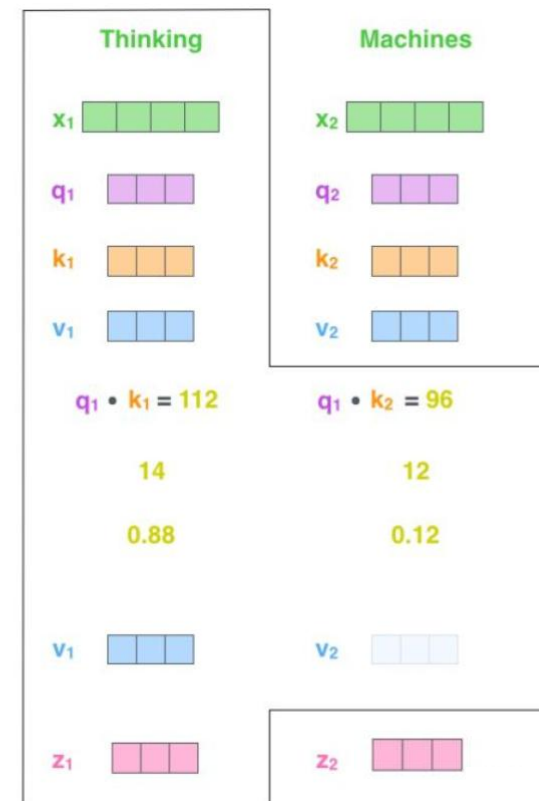 Thinking Machines
x₁ x₂
q₁ q₂
k₁ k₂
v₁ v₂
q₁ • k₁ = 112 q₁ • k₂ = 96
14 12
0.88 0.12
v₁ v₂
z₁ z₂